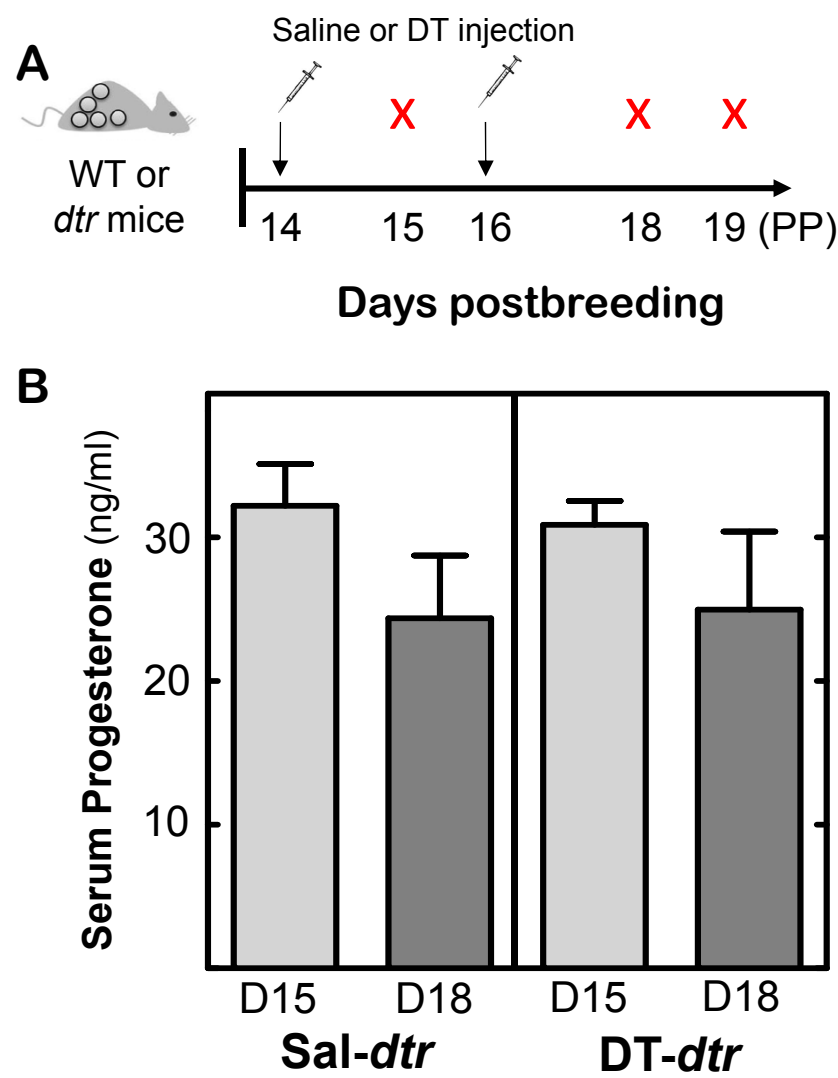 A
Saline or DT injection
X X X
WT or
dtr mice
14 15 16 18 19 (PP)
Days postbreeding
B
Serum Progesterone (ng/ml)
30
20
10
D15 D18 D15 D18
Sal-dtr DT-dtr